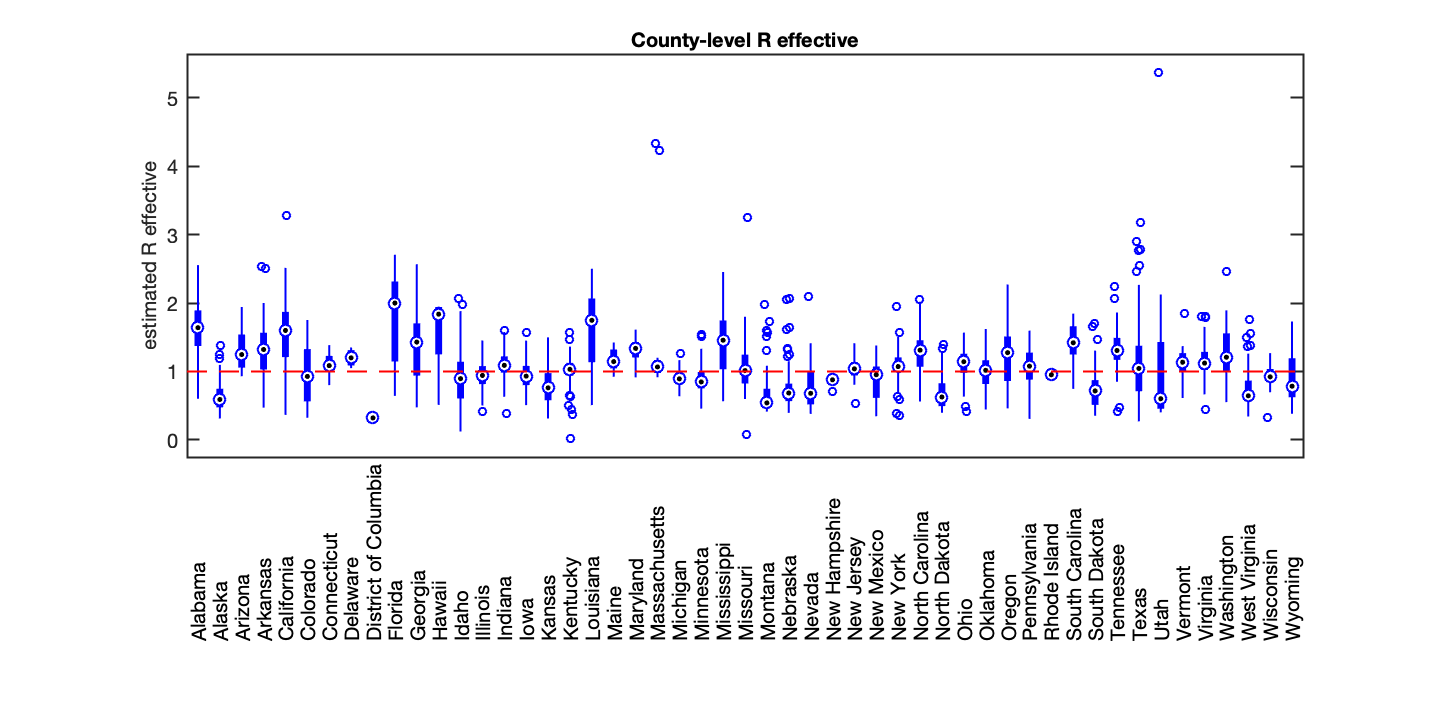 County-level R effective
estimated R effective
5
4
3
2
1
0
Alabama
Alaska
Arizona
Arkansas
California
Colorado
Connecticut
Delaware
District of Columbia
Florida
Georgia
Hawaii
Idaho
Illinois
Indiana
Iowa
Kansas
Kentucky
Louisiana
Maine
Maryland
Massachusetts
Michigan
Minnesota
Mississippi
Missouri
Montana
Nebraska
Nevada
New Hampshire
New Jersey
New Mexico
New York
North Carolina
North Dakota
Ohio
Oklahoma
Oregon
Pennsylvania
Rhode Island
South Carolina
South Dakota
Tennessee
Texas
Utah
Vermont
Virginia
Washington
West Virginia
Wisconsin
Wyoming